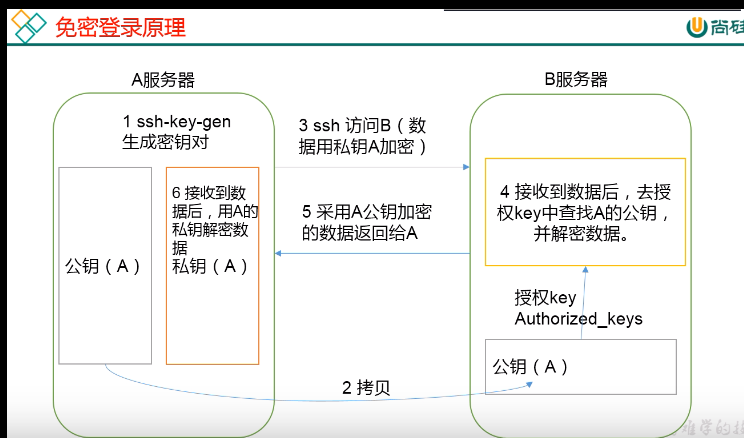 免密登录原理
尚硅
A服务器
B服务器
1 ssh-key-gen
生成密钥对
3 ssh 访问B（数
据用私钥A加密）
6 接收到数
据后，用A的
私钥解密数
据
私钥（A）
公钥（A）
5 采用A公钥加密
的数据返回给A
4 接收到数据后，去授
权key中查找A的公钥，
并解密数据。
授权key
Authorized_keys
公钥（A）
2 拷贝